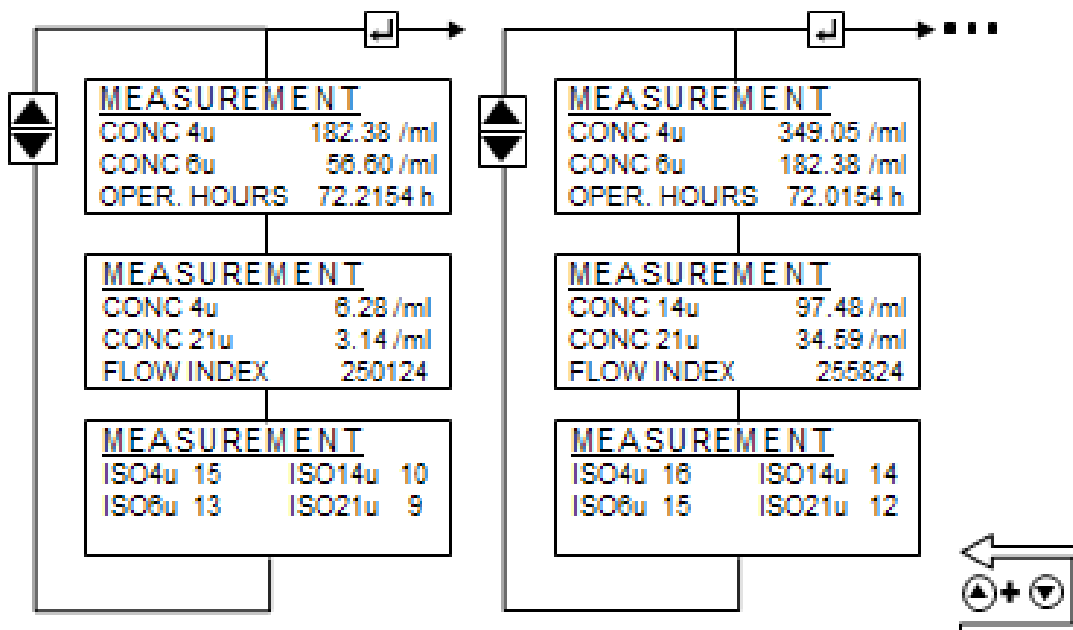 MEASUREMENT
CONC 4u 182.38 /ml
CONC 6u 56.60 /ml
OPER. HOURS 72.2154 h
MEASUREMENT
CONC 4u 6.28 /ml
CONC 21u 3.14 /ml
FLOW INDEX 250124
MEASUREMENT
ISO4u 15 ISO14u 10
ISO6u 13 ISO21u 9
MEASUREMENT
CONC 4u 349.05 /ml
CONC 6u 182.38 /ml
OPER. HOURS 72.0154 h
MEASUREMENT
CONC 14u 97.48 /ml
CONC 21u 34.59 /ml
FLOW INDEX 255824
MEASUREMENT
ISO4u 16 ISO14u 14
ISO6u 15 ISO21u 12
+